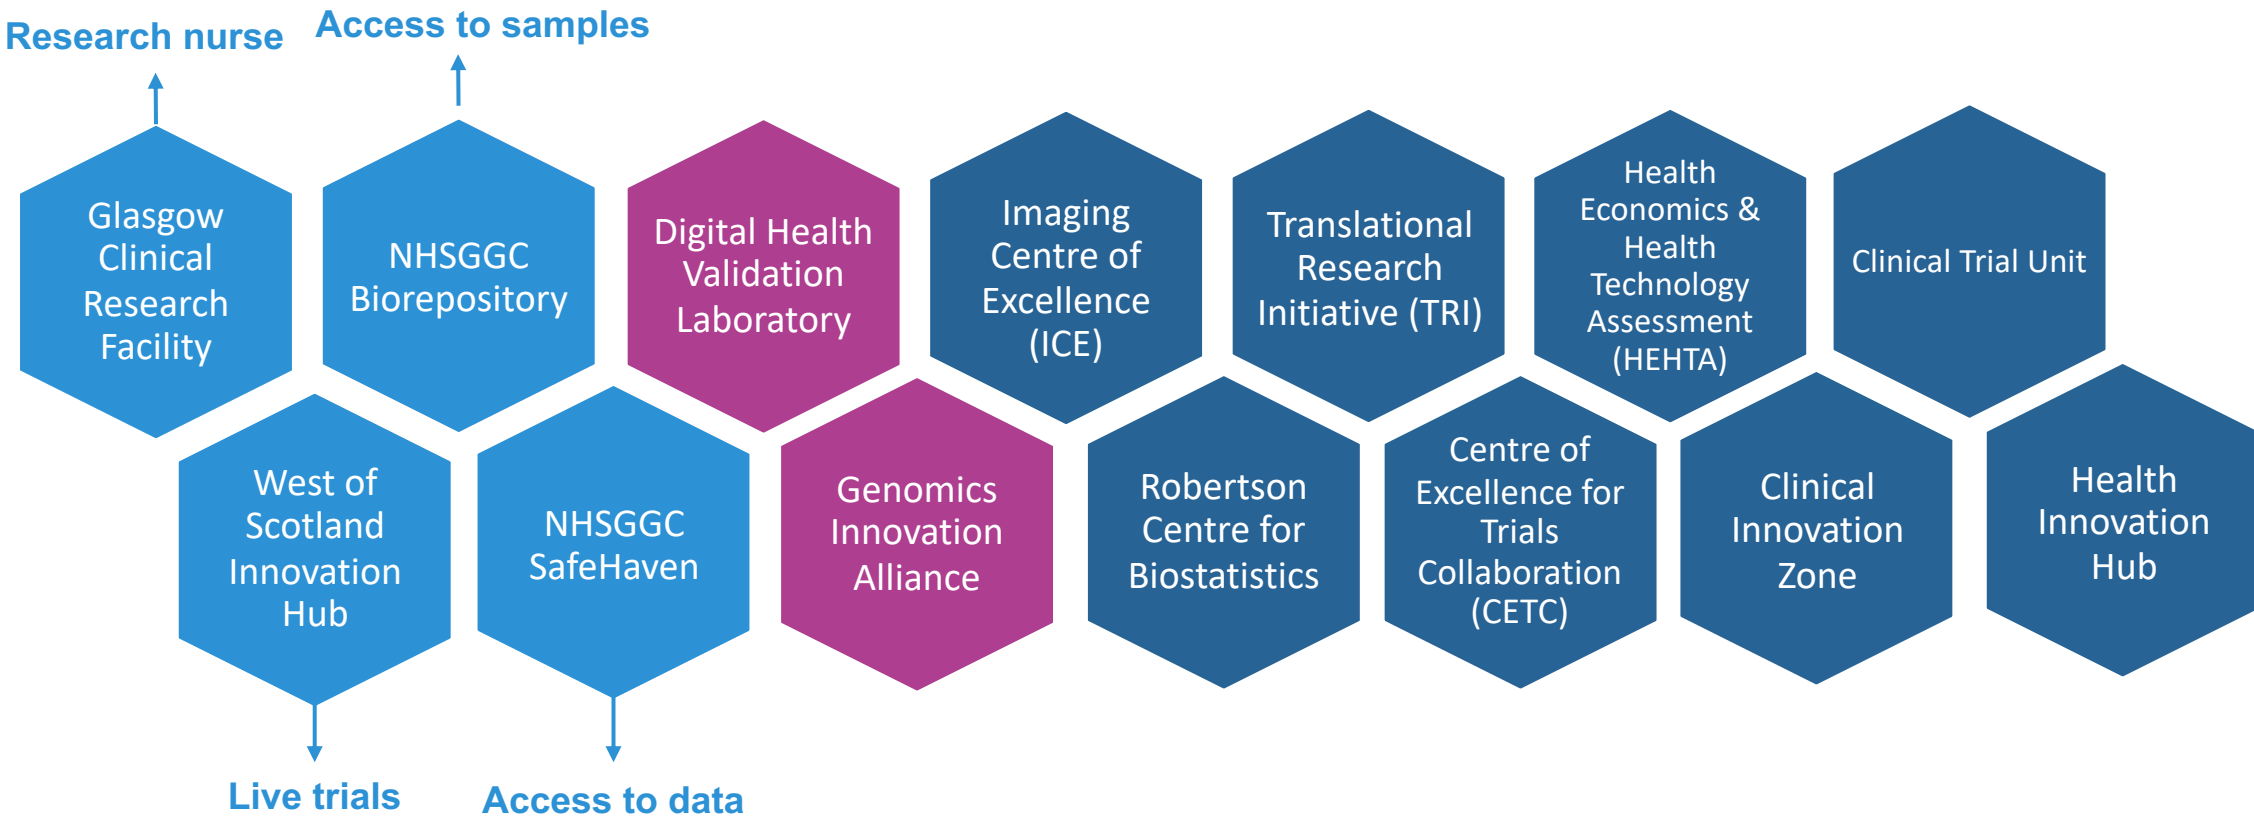 Research nurse
Access to samples
Glasgow
Clinical
Research
Facility
NHSGGC
Biorepository
Digital Health
Validation
Laboratory
Imaging
Centre of
Excellence
(ICE)
Translational
Research
Initiative (TRI)
Health
Economics &
Health
Technology
Assessment
(HEHTA)
Clinical Trial Unit
West of
Scotland
Innovation
Hub
NHSGGC
SafeHaven
Genomics
Innovation
Alliance
Robertson
Centre for
Biostatistics
Centre of
Excellence for
Trials
Collaboration
(CETC)
Clinical
Innovation
Zone
Health
Innovation
Hub
Live trials
Access to data